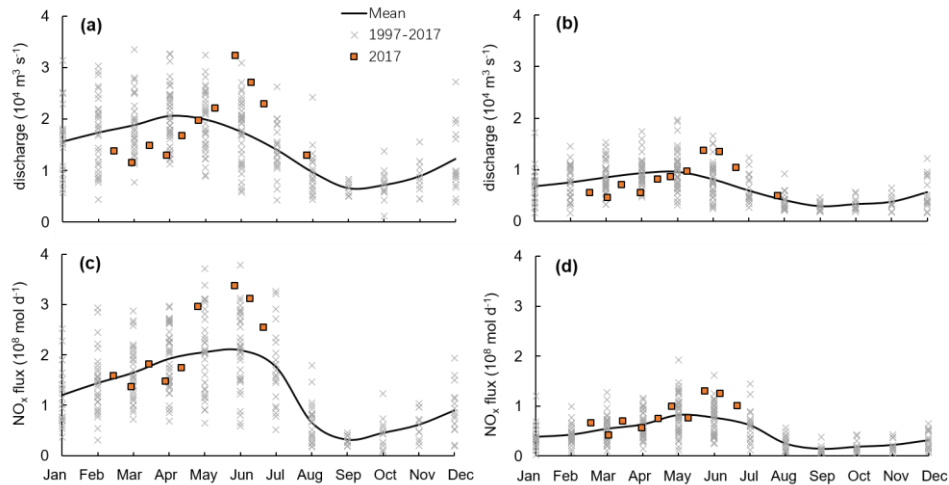 (a)
Mean
1997-2017
2017
discharge (10⁴ m³ s⁻¹)
4
3
2
1
0
(b)
discharge (10⁴ m³ s⁻¹)
4
3
2
1
0
(c)
NOₓ flux (10⁸ mol d⁻¹)
4
3
2
1
0
Jan Feb Mar Apr May Jun Jul Aug Sep Oct Nov Dec
(d)
NOₓ flux (10⁸ mol d⁻¹)
4
3
2
1
0
Jan Feb Mar Apr May Jun Jul Aug Sep Oct Nov Dec